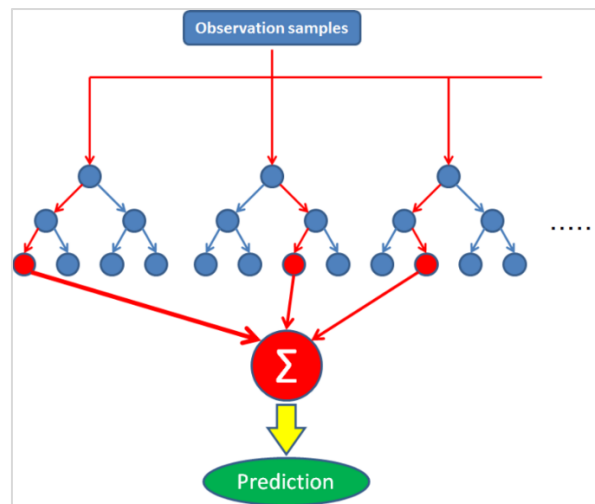 Observation samples
.....
Σ
Prediction